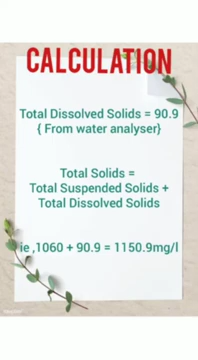 CALCULATION
Total Dissolved Solids = 90.9
{ From water analyser}
Total Solids =
Total Suspended Solids +
Total Dissolved Solids
ie ,1060 + 90.9 = 1150.9mg/l